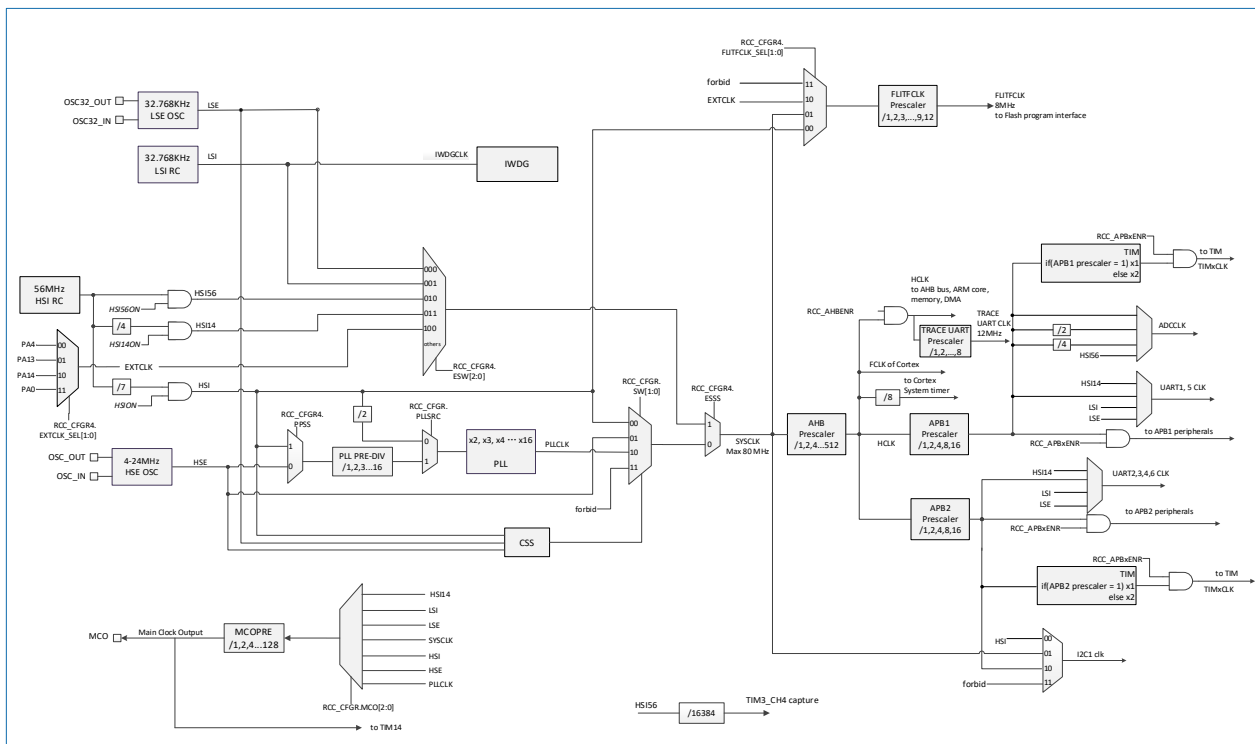 RCC_CFGR4.
FLITFCLK_SEL[1:0]
forbid
EXTCLK
11
10
01
00
FLITFCLK
Prescaler
/1,2,3,...,9,12
FLITFCLK
8MHz
to Flash program interface
OSC32_OUT
OSC32_IN
32.768KHz
LSE OSC
LSE
32.768KHz
LSI RC
LSI
IWDGCLK
IWDG
56MHz
HSI RC
HSI56ON
HSI56
/4
HSI14ON
HSI14
PA4
PA13
PA14
PA0
00
01
10
11
EXTCLK
/7
HSION
HSI
RCC_CFGR4.
EXTCLK_SEL[1:0]
000
001
010
011
100
others
RCC_CFGR4.
ESW[2:0]
OSC_OUT
OSC_IN
4-24MHz
HSE OSC
HSE
RCC_CFGR4.
PPSS
1
0
/2
PLL PRE-DIV
/1,2,3...16
RCC_CFGR.
PLLSRC
0
1
x2, x3, x4 ··· x16
PLL
PLLCLK
RCC_CFGR.
SW[1:0]
00
01
10
11
forbid
RCC_CFGR4.
ESSS
1
0
SYSCLK
Max 80 MHz
CSS
AHB
Prescaler
/1,2,4...512
HCLK
RCC_AHBENR
HCLK
to AHB bus, ARM core,
memory, DMA
TRACE UART
Prescaler
/1,2,...,8
TRACE
UART CLK
12MHz
FCLK of Cortex
/8
to Cortex
System timer
APB1
Prescaler
/1,2,4,8,16
APB2
Prescaler
/1,2,4,8,16
RCC_APBxENR
TIM
if(APB1 prescaler = 1) x1
else x2
to TIM
TIMxCLK
/2
/4
HSI56
ADCCLK
HSI14
LSI
LSE
UART1, 5 CLK
RCC_APBxENR
to APB1 peripherals
HSI14
LSI
LSE
UART2,3,4,6 CLK
RCC_APBxENR
to APB2 peripherals
RCC_APBxENR
TIM
if(APB2 prescaler = 1) x1
else x2
to TIM
TIMxCLK
HSI
forbid
00
01
10
11
I2C1 clk
MCO
Main Clock Output
MCOPRE
/1,2,4...128
HSI14
LSI
LSE
SYSCLK
HSI
HSE
PLLCLK
RCC_CFGR.MCO[2:0]
to TIM14
HSI56
/16384
TIM3_CH4 capture